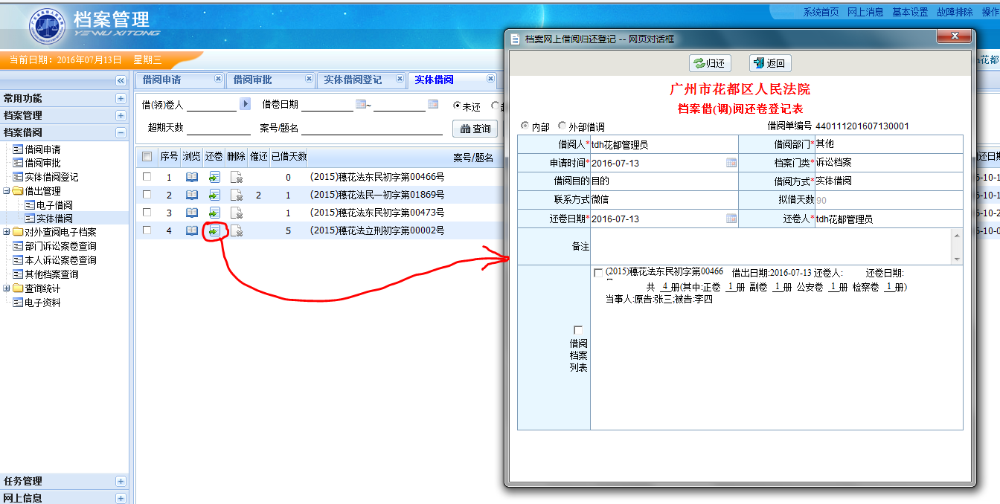 档案管理
YEWU XITONG
系统首页 网上消息 基本设置 故障排除 操作
当前日期：2016年07月13日 星期三
花都
常用功能
档案管理
档案借阅
借阅申请
借阅审批
实体借阅登记
借出管理
电子借阅
实体借阅
对外查阅电子档案
部门诉讼案卷查询
本人诉讼案卷查询
其他档案查询
查询统计
电子资料
任务管理
网上信息
借阅申请 借阅审批 实体借阅登记 实体借阅
借(领)卷人 借卷日期 ~ 未还
超期天数 案号/题名 查询
序号 浏览 还卷 删除 催还 已借天数 案号/题名
1 0 (2015)穗花法东民初字第00466号
2 2 1 (2015)穗花法民一初字第01869号
3 1 (2015)穗花法东民初字第00473号
4 5 (2015)穗花法立刑初字第00002号
档案网上借阅归还登记 -- 网页对话框
归还 返回
广州市花都区人民法院
档案借(调)阅还卷登记表
内部 外部借调 借阅单编号 440111201607130001
借阅人* tdh花都管理员 借阅部门* 其他
申请时间* 2016-07-13 档案门类* 诉讼档案
借阅目的 目的 借阅方式* 实体借阅
联系方式 微信 拟借天数 90
还卷日期* 2016-07-13 还卷人* tdh花都管理员
备注
(2015)穗花法东民初字第00466 借出日期:2016-07-13 还卷人: 还卷日期:
共 4 册(其中:正卷 1 册 副卷 1 册 公安卷 1 册 检察卷 1 册)
当事人:原告:张三;被告:李四
借阅
档案
列表